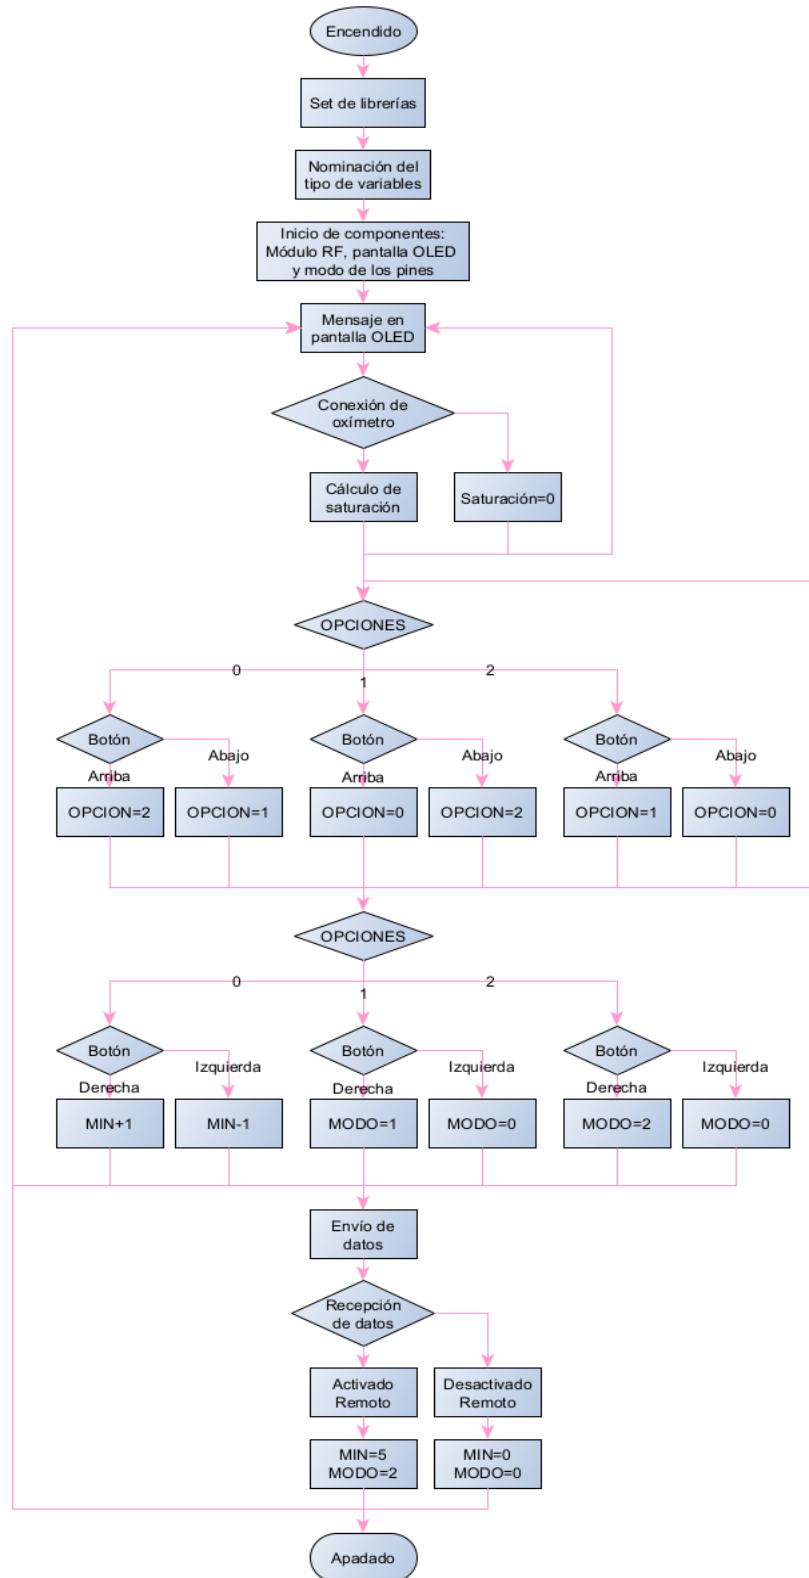 Encendido
Set de librerías
Nominación del
tipo de variables
Inicio de componentes:
Módulo RF, pantalla OLED
y modo de los pines
Mensaje en
pantalla OLED
Conexión de
oxímetro
Cálculo de
saturación
Saturación=0
OPCIONES
0
1
2
Botón
Botón
Botón
Arriba
Abajo
Arriba
Abajo
Arriba
Abajo
OPCION=2
OPCION=1
OPCION=0
OPCION=2
OPCION=1
OPCION=0
OPCIONES
0
1
2
Botón
Botón
Botón
Derecha
Izquierda
Derecha
Izquierda
Derecha
Izquierda
MIN+1
MIN-1
MODO=1
MODO=0
MODO=2
MODO=0
Envío de
datos
Recepción
de datos
Activado
Remoto
Desactivado
Remoto
MIN=5
MODO=2
MIN=0
MODO=0
Apadado